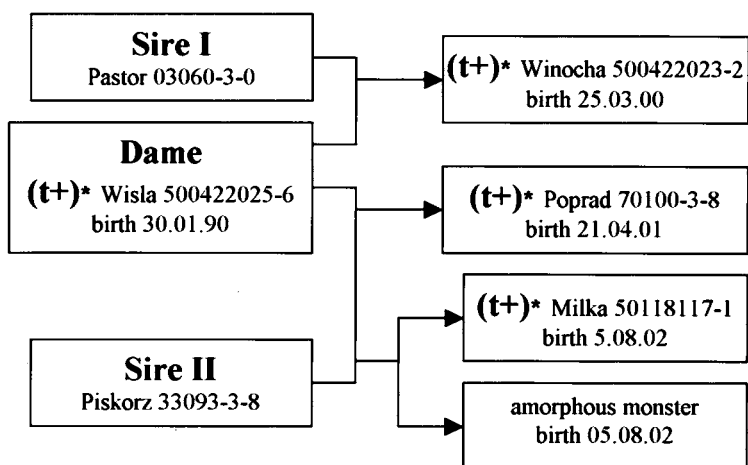 Sire I
Pastor 03060-3-0
Dame
(t+)* Wisla 500422025-6
birth 30.01.90
Sire II
Piskorz 33093-3-8
(t+)* Winocha 500422023-2
birth 25.03.00
(t+)* Poprad 70100-3-8
birth 21.04.01
(t+)* Milka 50118117-1
birth 5.08.02
amorphous monster
birth 05.08.02